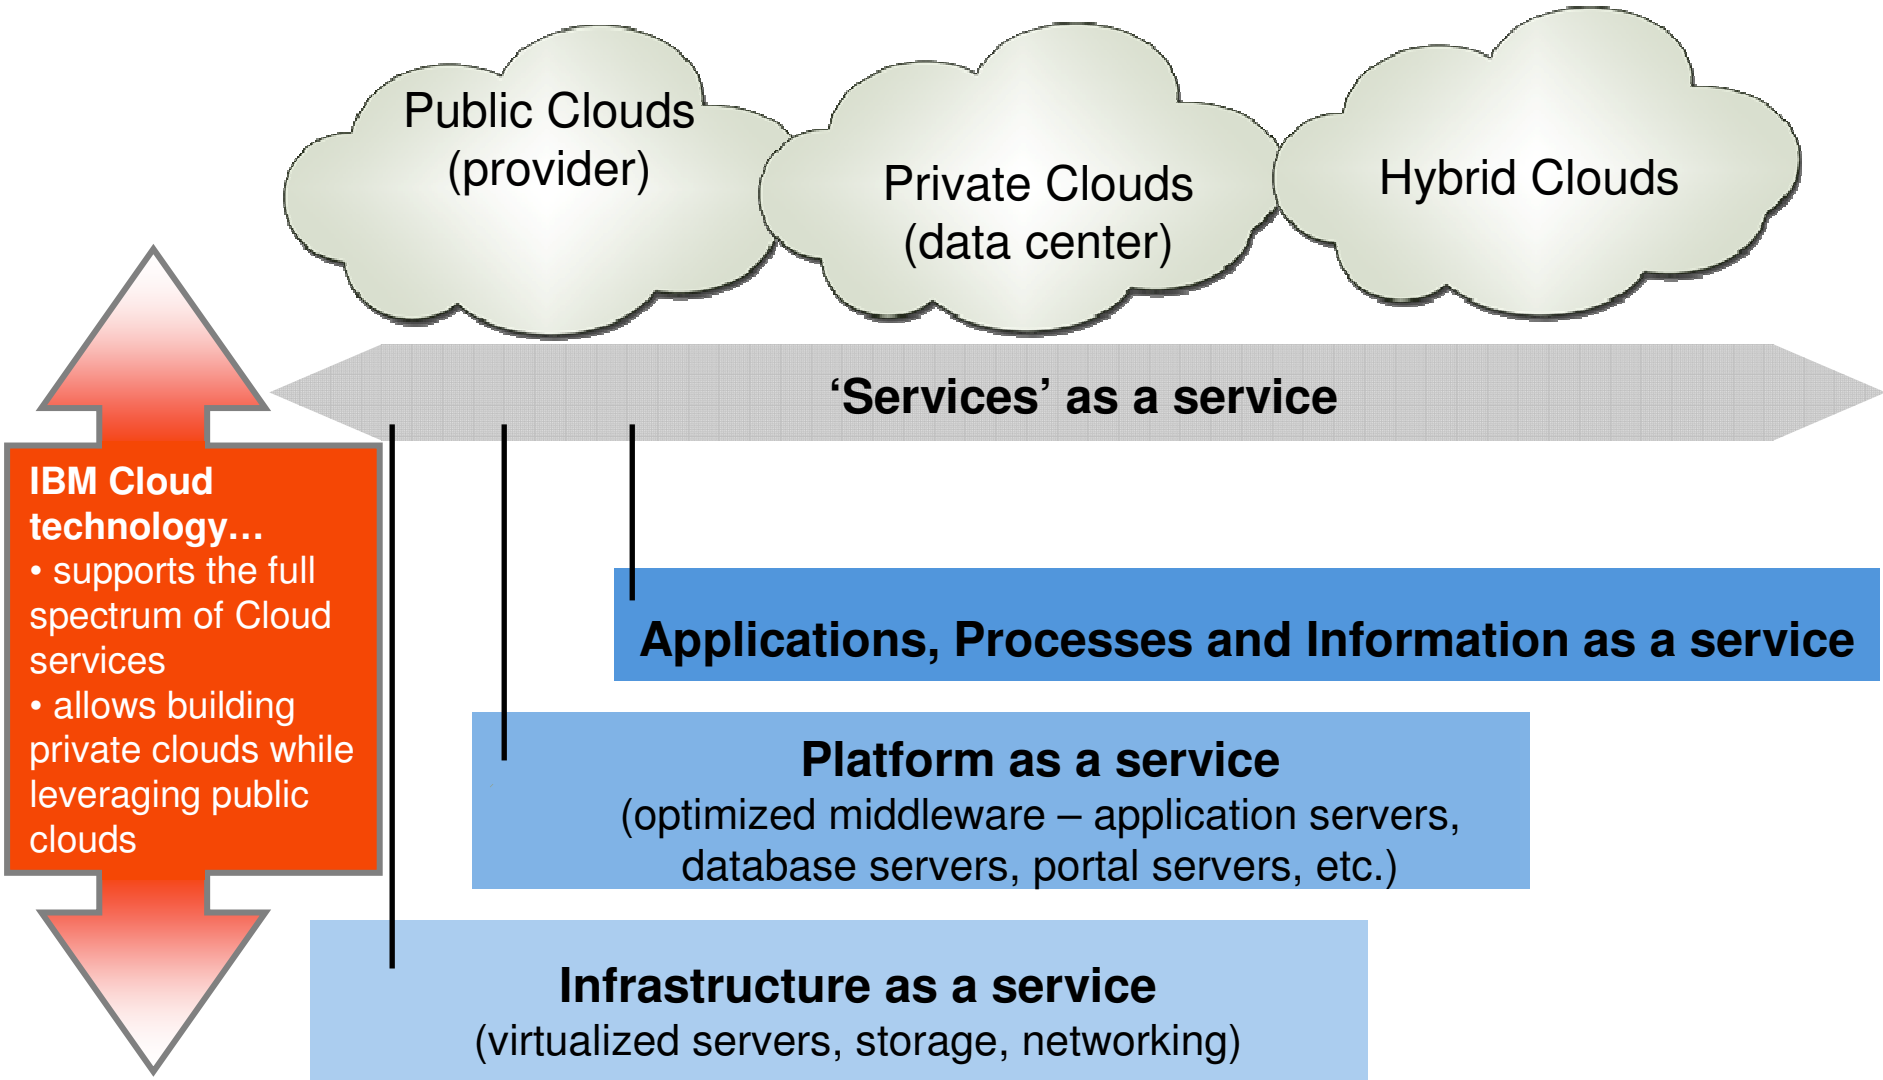 Public Clouds
(provider)
Private Clouds
(data center)
Hybrid Clouds
‘Services’ as a service
IBM Cloud
technology…
• supports the full
spectrum of Cloud
services
• allows building
private clouds while
leveraging public
clouds
Applications, Processes and Information as a service
Platform as a service
(optimized middleware – application servers,
database servers, portal servers, etc.)
Infrastructure as a service
(virtualized servers, storage, networking)